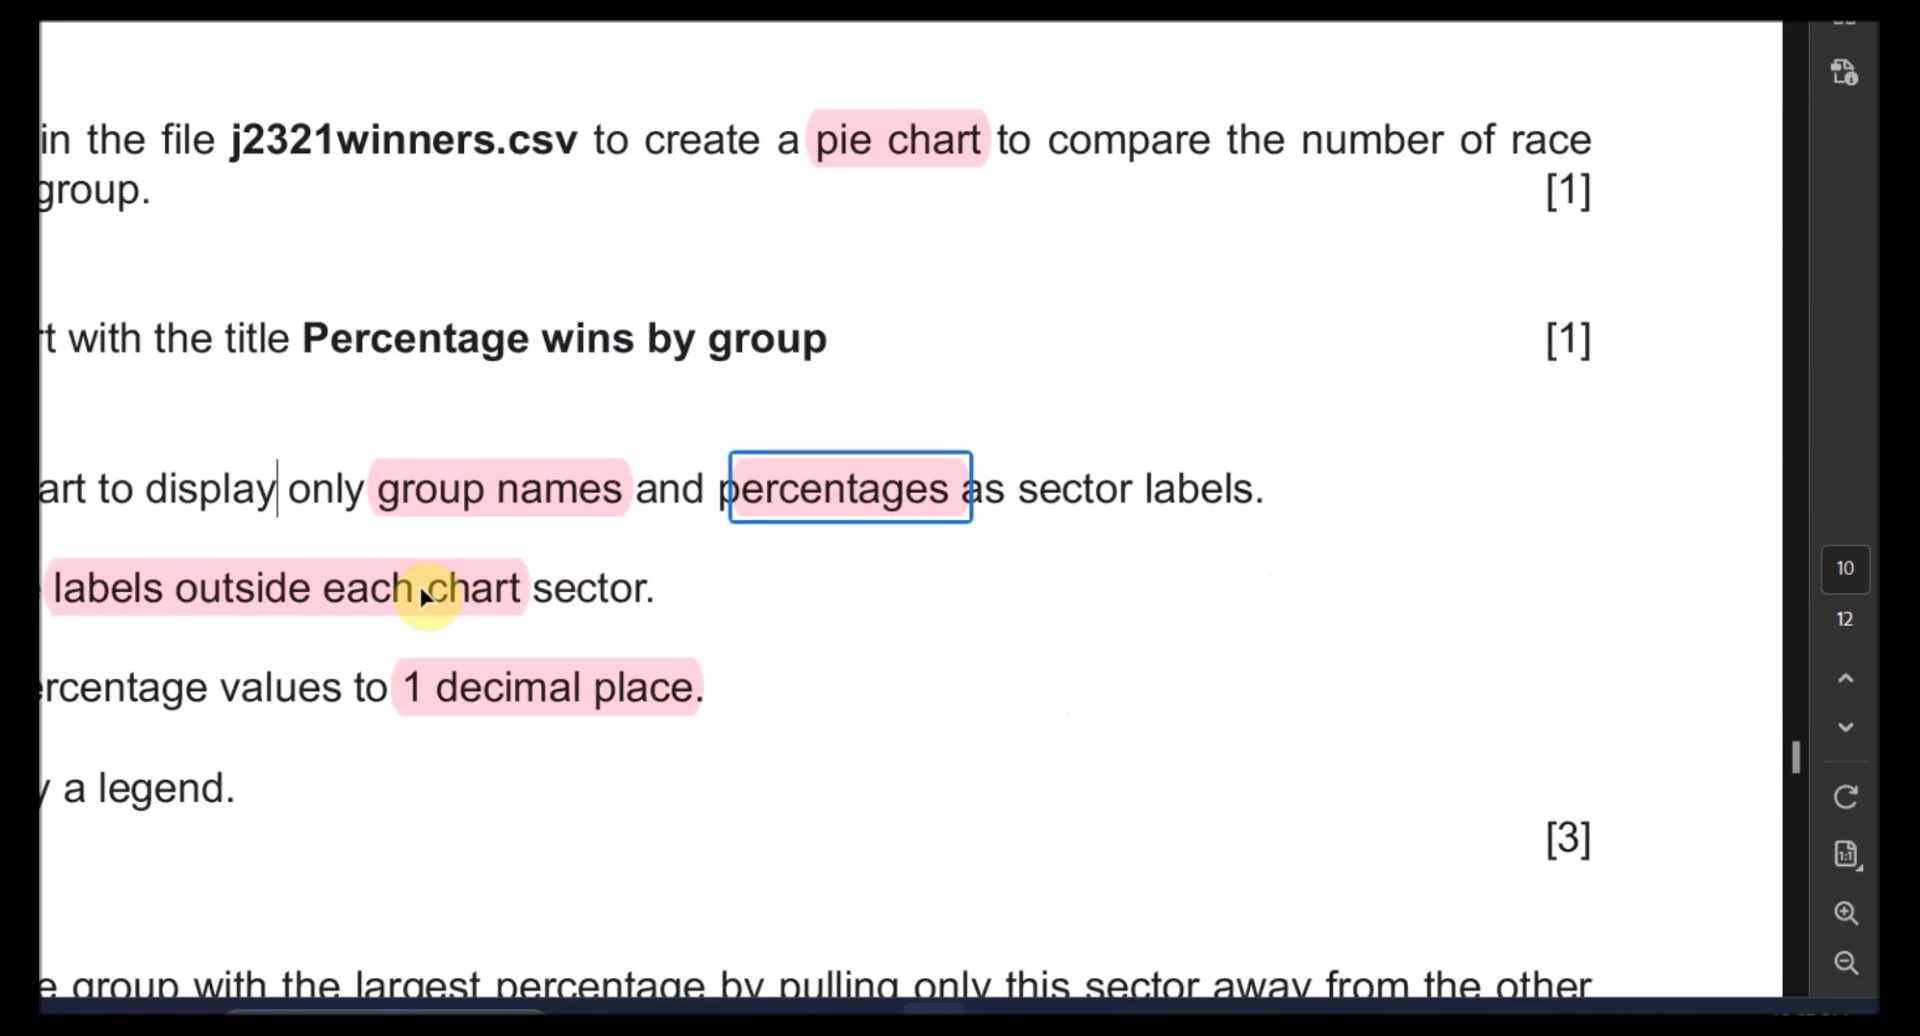 in the file j2321winners.csv to create a pie chart to compare the number of race
group. [1]
t with the title Percentage wins by group [1]
art to display only group names and percentages as sector labels.
labels outside each chart sector.
ercentage values to 1 decimal place.
y a legend.
[3]
e group with the largest percentage by pulling only this sector away from the other
10
12